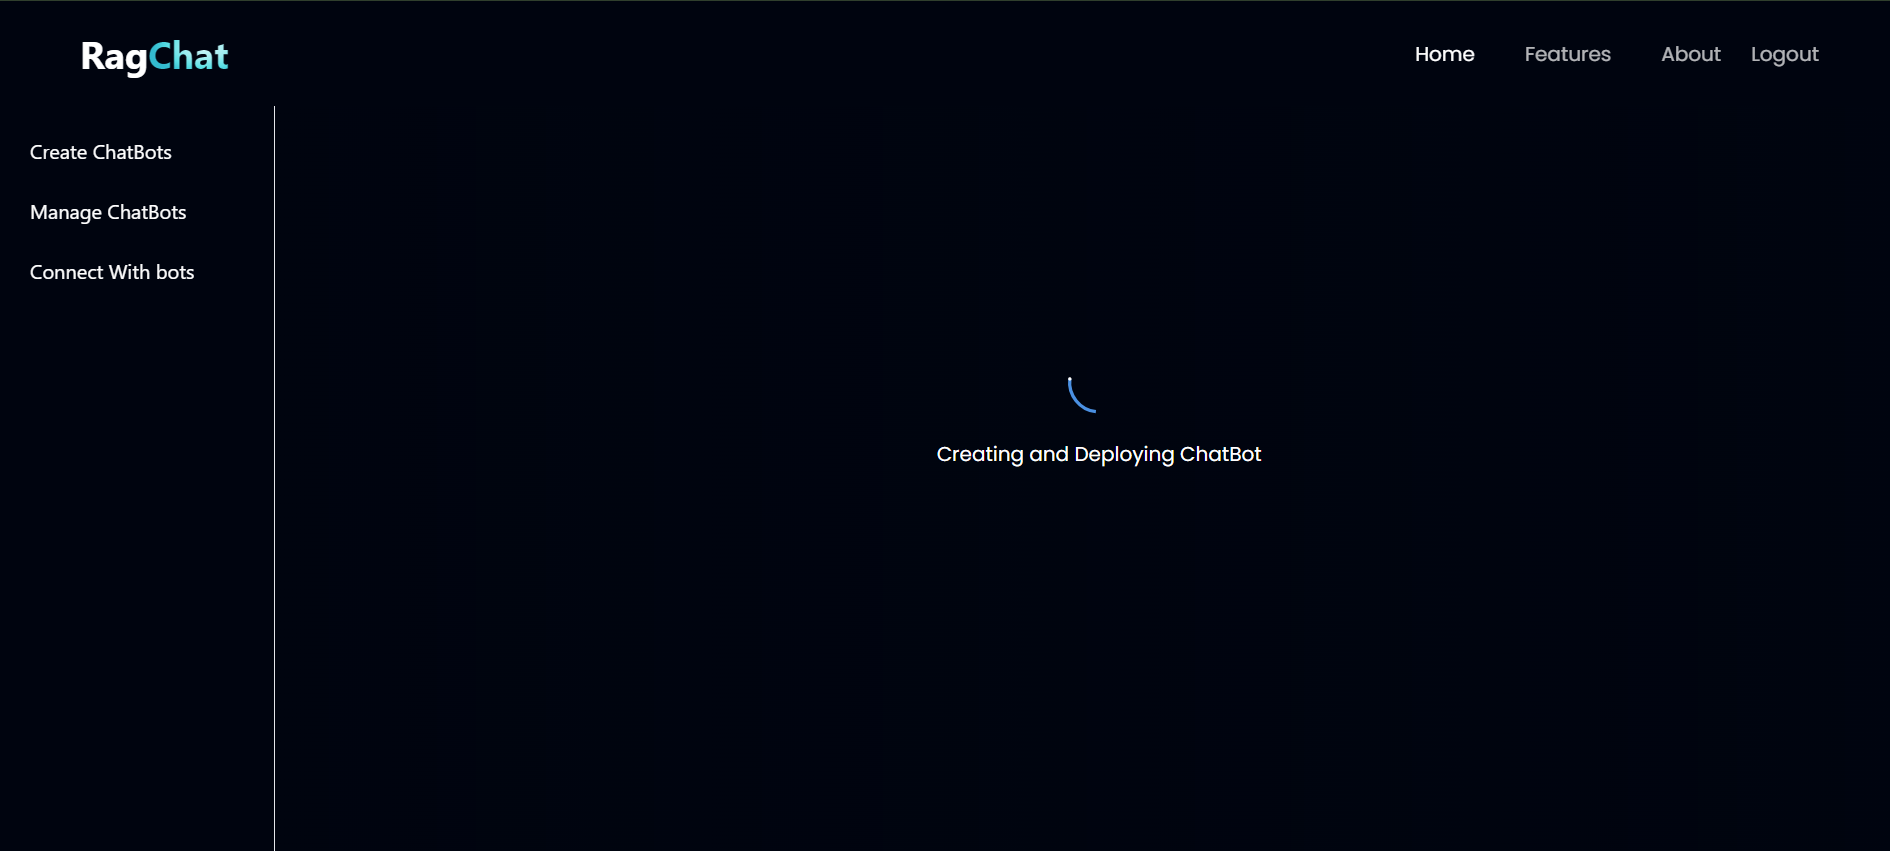 RagChat
Home Features About Logout
Create ChatBots
Manage ChatBots
Connect With bots
Creating and Deploying ChatBot